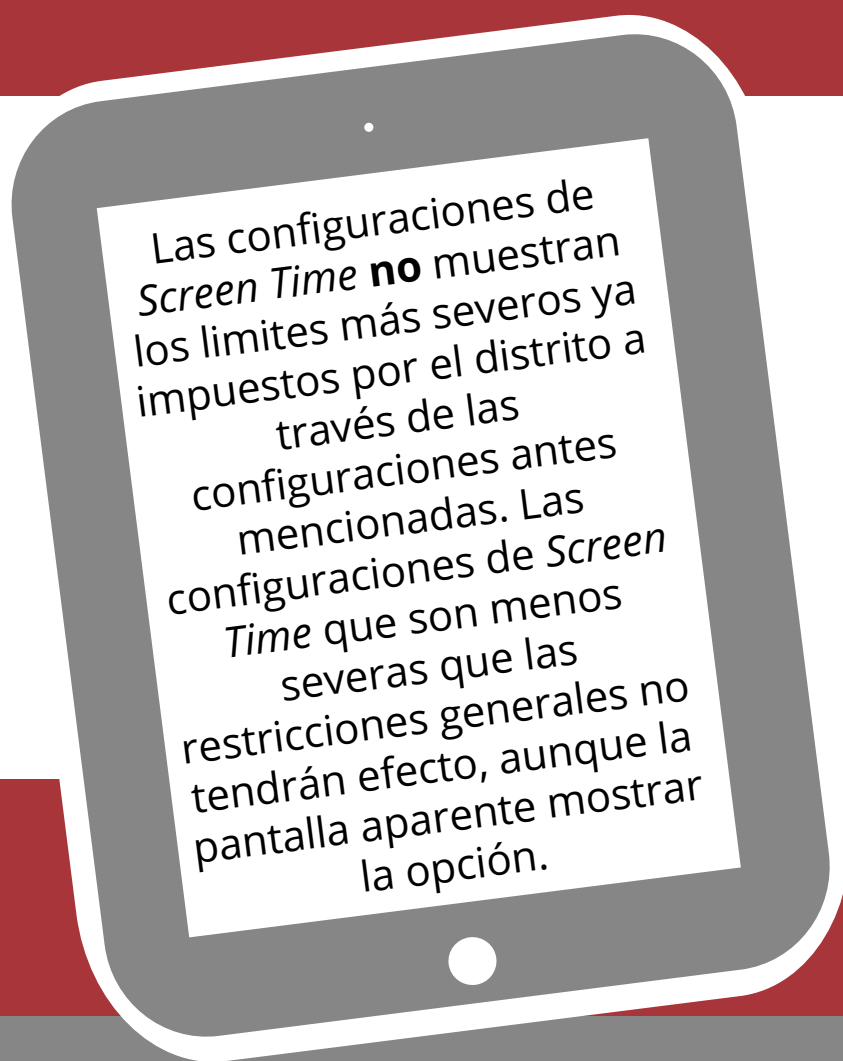 Las configuraciones de
Screen Time no muestran
los limites más severos ya
impuestos por el distrito a
través de las
configuraciones antes
mencionadas. Las
configuraciones de Screen
Time que son menos
severas que las
restricciones generales no
tendrán efecto, aunque la
pantalla aparente mostrar
la opción.